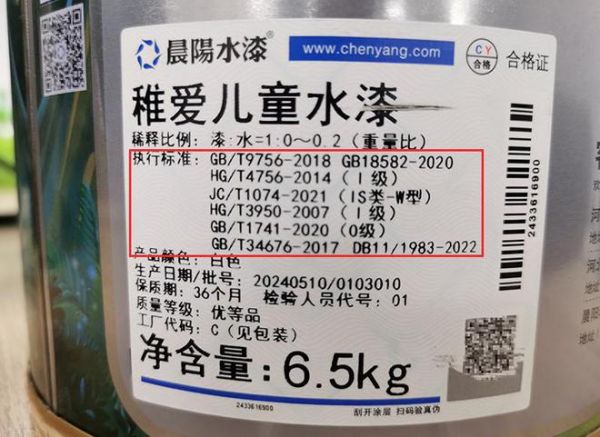 晨陽水漆®
www.chenyang.com
CY
合格
合格证
稚爱儿童水漆
稀释比例：漆:水=1:0～0.2（重量比）
执行标准：GB/T9756-2018 GB18582-2020
HG/T4756-2014（Ⅰ级）
JC/T1074-2021（IS类-W型）
HG/T3950-2007（Ⅰ级）
GB/T1741-2020（0级）
GB/T34676-2017 DB11/1983-2022
产品颜色：白色
生产日期/批号：20240510/0103010
保质期：36个月 检验人员代号：01
质量等级：优等品
工厂代码：C（见包装）
净含量:6.5kg
2433616900
刮开涂层 扫码验真伪
2433616900